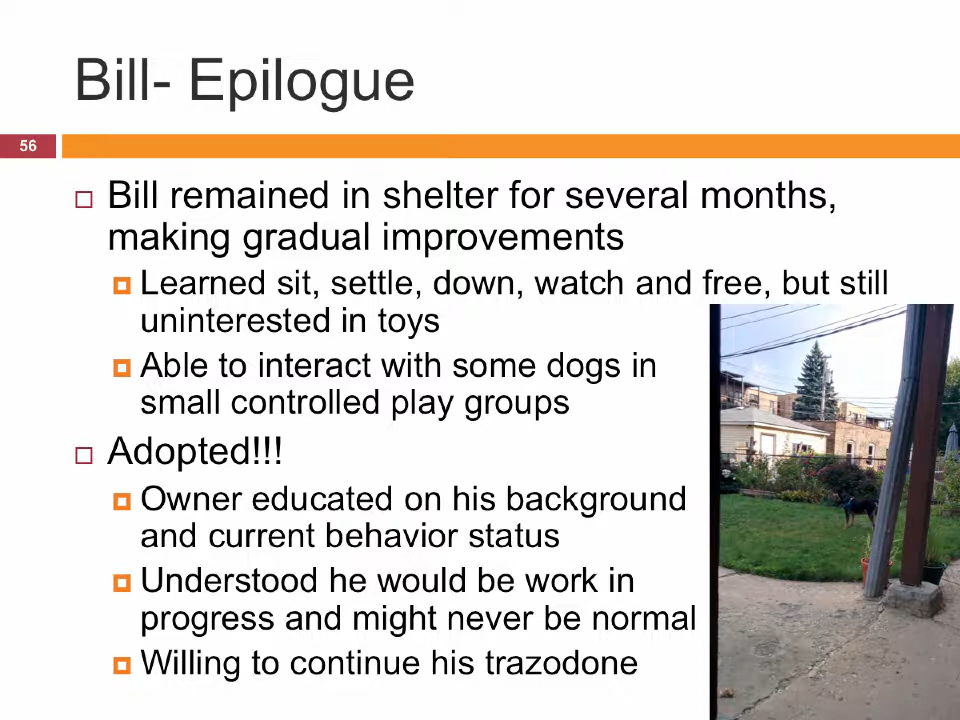 Bill- Epilogue
56
Bill remained in shelter for several months,
making gradual improvements
Learned sit, settle, down, watch and free, but still
uninterested in toys
Able to interact with some dogs in
small controlled play groups
Adopted!!!
Owner educated on his background
and current behavior status
Understood he would be work in
progress and might never be normal
Willing to continue his trazodone